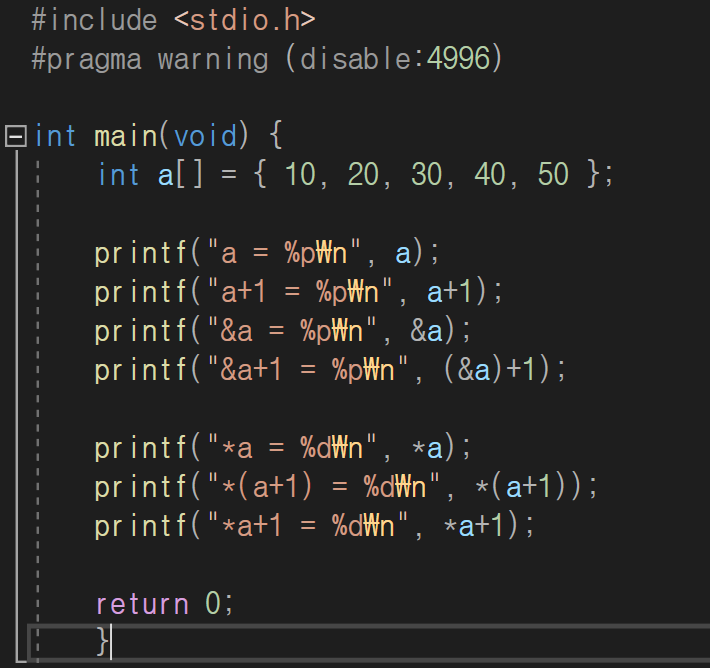 #include <stdio.h>
#pragma warning (disable:4996)
int main(void) {
int a[] = { 10, 20, 30, 40, 50 };
printf("a = %p₩n", a);
printf("a+1 = %p₩n", a+1);
printf("&a = %p₩n", &a);
printf("&a+1 = %p₩n", (&a)+1);
printf("*a = %d₩n", *a);
printf("*(a+1) = %d₩n", *(a+1));
printf("*a+1 = %d₩n", *a+1);
return 0;
}